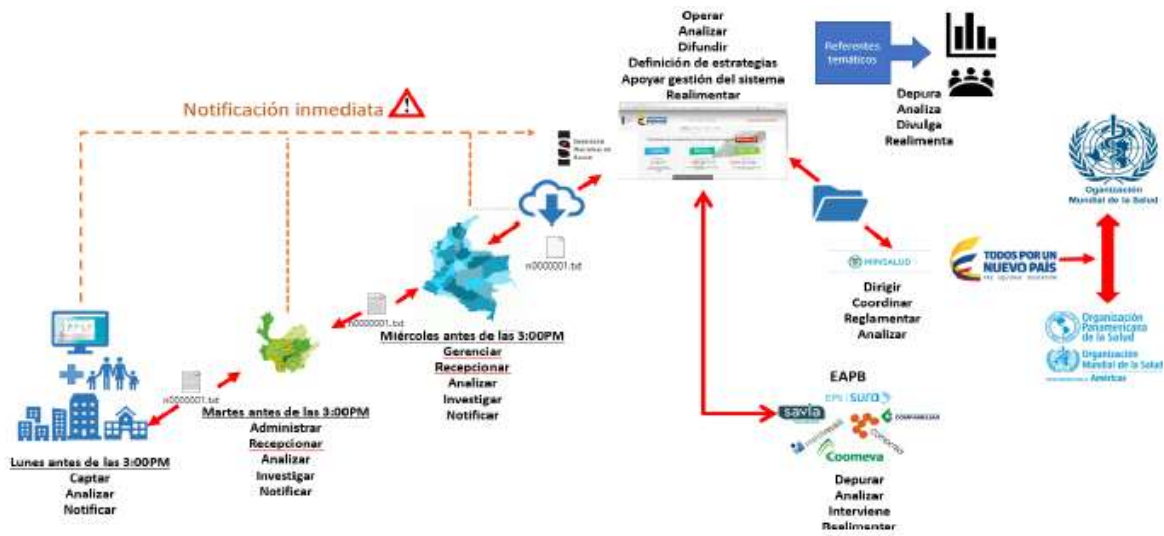 Operar
Analizar
Difundir
Definición de estrategias
Apoyar gestión del sistema
Realimentar
Referentes
temáticos
Depura
Analiza
Divulga
Realimenta
Notificación inmediata
Organización
Mundial de la Salud
n0000001.txt
MINSALUD
Dirigir
Coordinar
Reglamentar
Analizar
TODOS POR UN
NUEVO PAÍS
PAZ EQUIDAD EDUCACIÓN
Organización
Panamericana
de la Salud
Organización
Mundial de la Salud
Américas
n0000001.txt
Miércoles antes de las 3:00PM
Gerenciar
Recepcionar
Analizar
Investigar
Notificar
n0000001.txt
Martes antes de las 3:00PM
Administrar
Recepcionar
Analizar
Investigar
Notificar
Lunes antes de las 3:00PM
Captar
Analizar
Notificar
EAPB
EPS sura
savia
COMFAMILIAR
Coomeva
Depurar
Analizar
Interviene
Realimentar